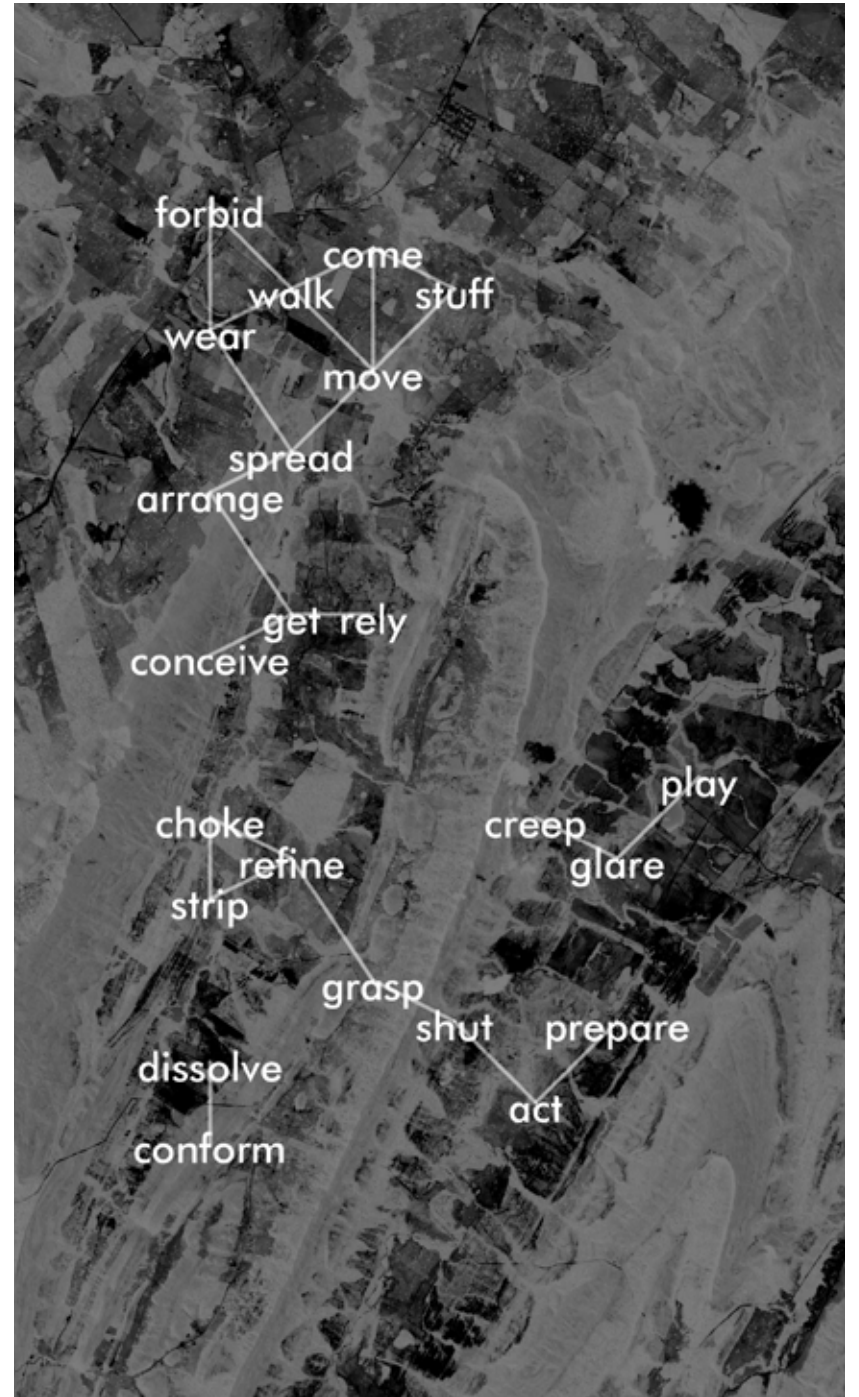 forbid
come
walk stuff
wear
move
spread
arrange
get rely
conceive
play
choke creep
refine glare
strip
grasp
shut prepare
dissolve
act
conform